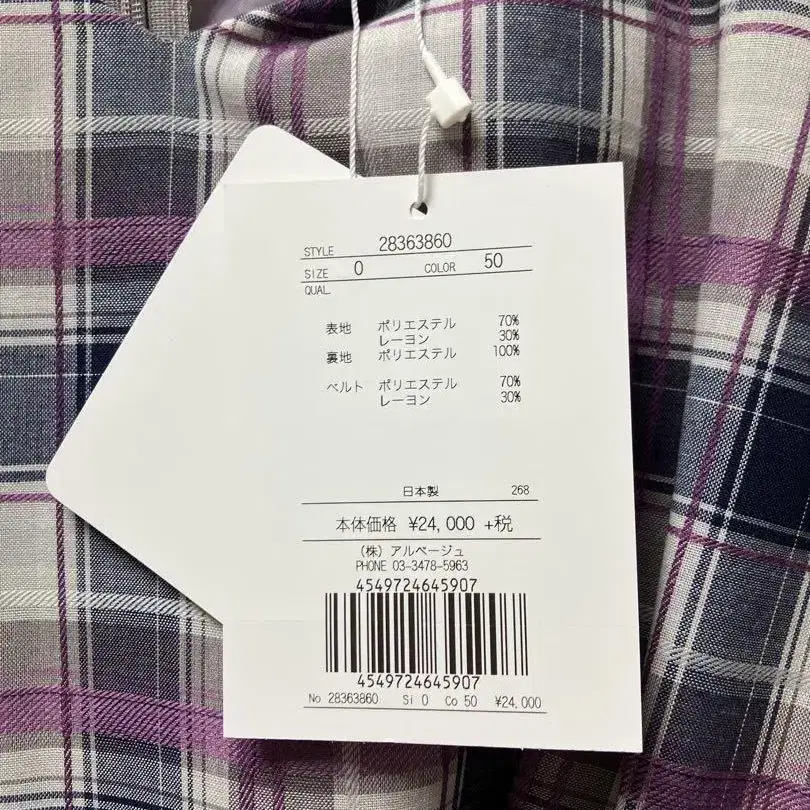 STYLE 28363860
SIZE 0 COLOR 50
QUAL
表地 ポリエステル 70%
レーヨン 30%
裏地 ポリエステル 100%
ベルト ポリエステル 70%
レーヨン 30%
日本製 268
本体価格 ¥24,000 +税
(株) アルページュ
PHONE 03-3478-5963
4549724645907
4549724645907
No 28363860 Si 0 Co 50 ¥24,000